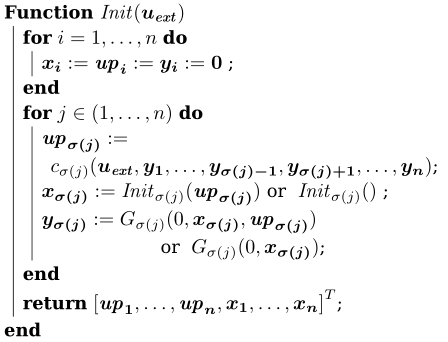 Function Init(u_ext)
for i = 1, . . . , n do
x_i := up_i := y_i := 0 ;
end
for j ∈ (1, . . . , n) do
up_σ(j) :=
c_σ(j)(u_ext, y_1, . . . , y_σ(j)−1, y_σ(j)+1, . . . , y_n);
x_σ(j) := Init_σ(j)(up_σ(j)) or Init_σ(j)() ;
y_σ(j) := G_σ(j)(0, x_σ(j), up_σ(j))
or G_σ(j)(0, x_σ(j));
end
return [up_1, . . . , up_n, x_1, . . . , x_n]^T;
end